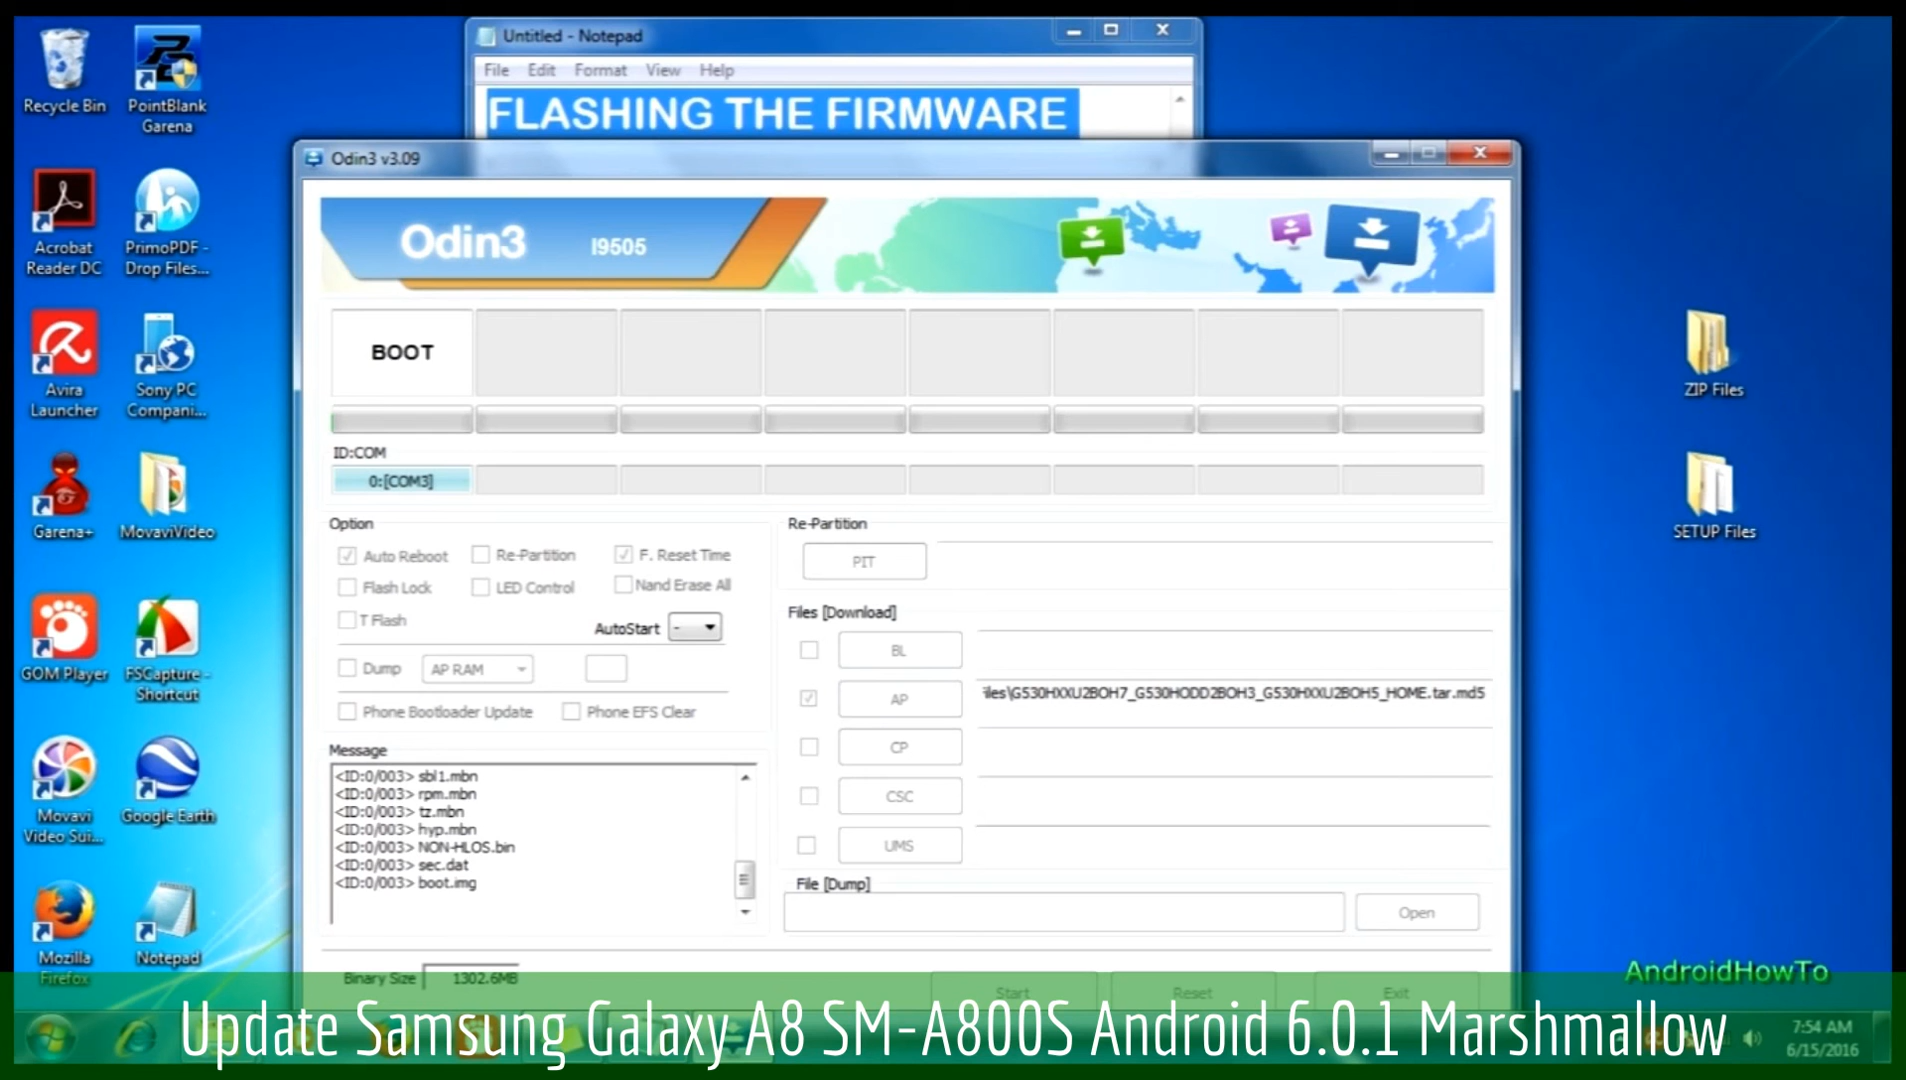 Recycle Bin
PointBlank
Garena
Acrobat
Reader DC
PrimoPDF -
Drop Files...
Avira
Launcher
Sony PC
Compani...
Garena+
MovaviVideo
GOM Player
FSCapture -
Shortcut
Movavi
Video Sui...
Google Earth
Mozilla
Firefox
Notepad
Untitled - Notepad
File Edit Format View Help
FLASHING THE FIRMWARE
Odin3 v3.09
Odin3 I9505
BOOT
ID:COM
0:[COM3]
Option
Auto Reboot Re-Partition F. Reset Time
Flash Lock LED Control Nand Erase All
T Flash
AutoStart -
Dump AP RAM
Phone Bootloader Update Phone EFS Clear
Message
<ID:0/003> sbl1.mbn
<ID:0/003> rpm.mbn
<ID:0/003> tz.mbn
<ID:0/003> hyp.mbn
<ID:0/003> NON-HLOS.bin
<ID:0/003> sec.dat
<ID:0/003> boot.img
Re-Partition
PIT
Files [Download]
BL
AP iles\G530HXXU2BOH7_G530HODD2BOH3_G530HXXU2BOH5_HOME.tar.md5
CP
CSC
UMS
File [Dump]
Open
Binary Size 1302.6MB
Start Reset Exit
ZIP Files
SETUP Files
AndroidHowTo
Update Samsung Galaxy A8 SM-A800S Android 6.0.1 Marshmallow
7:54 AM
6/15/2016